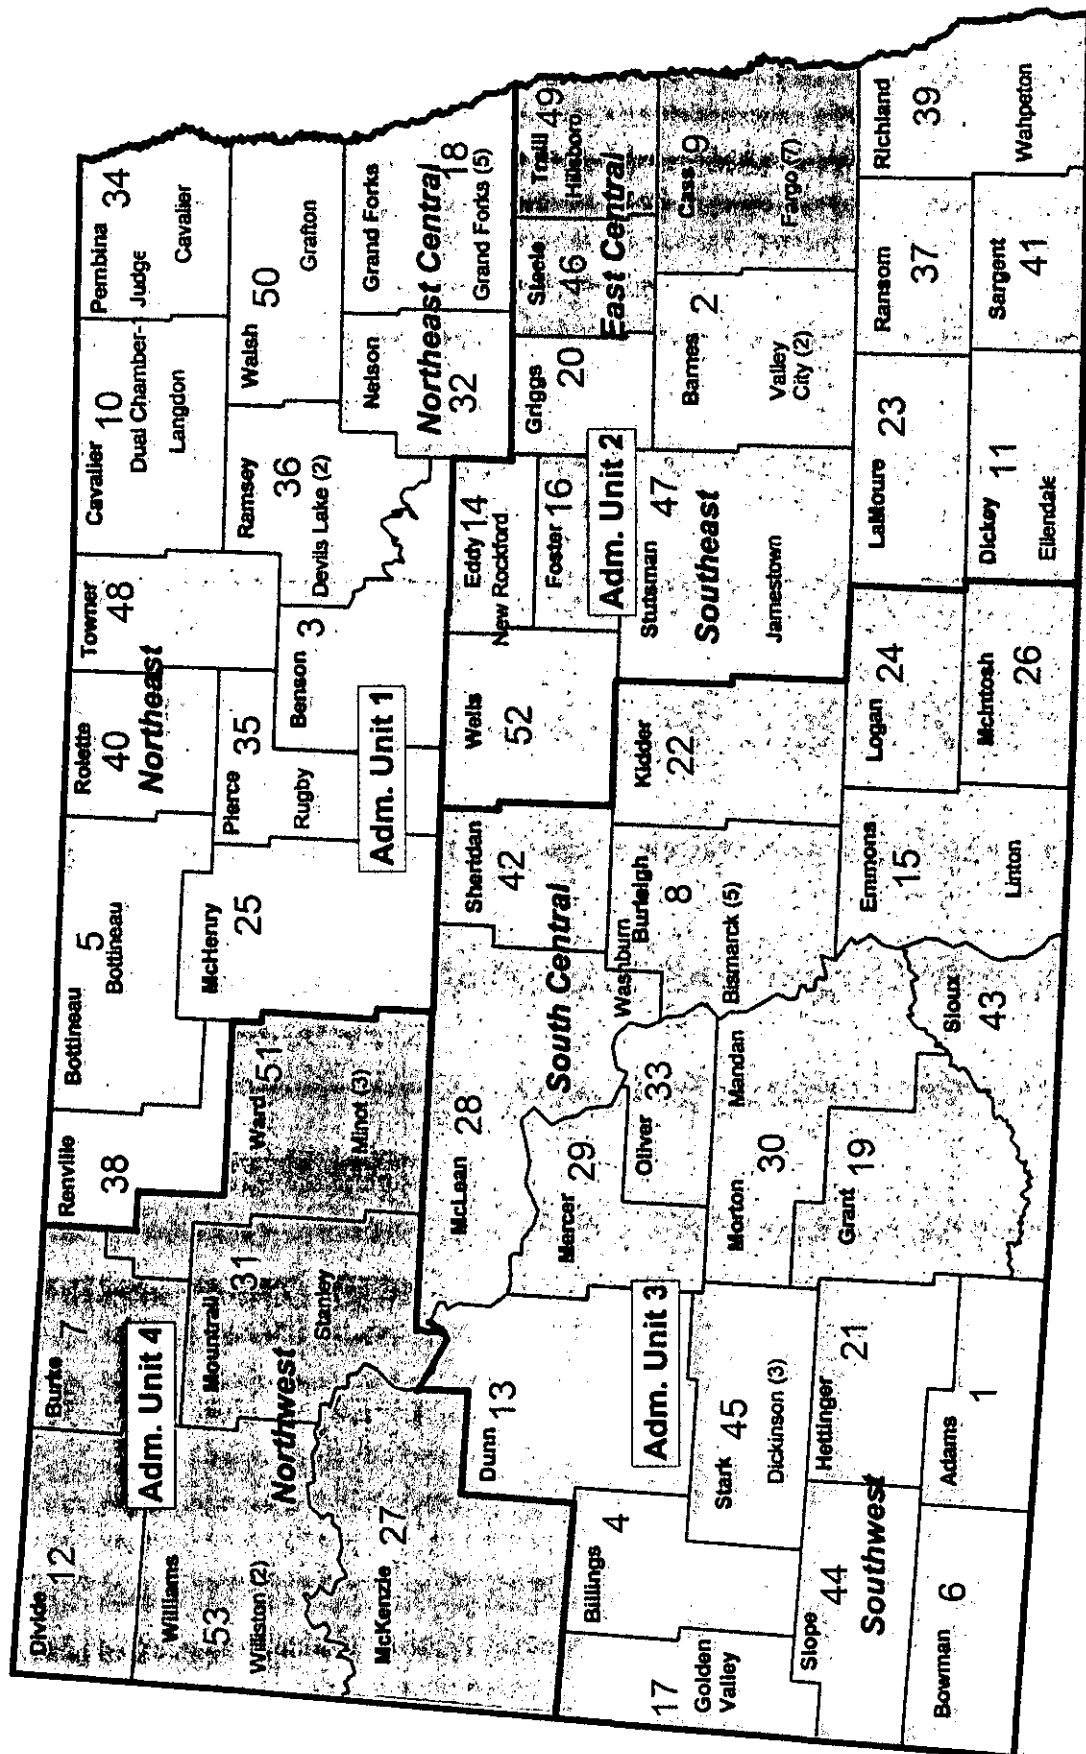 Divide
12
Burke
7
Renville
38
Bottineau
5
Bottineau
Rolette
40
Towner
48
Cavalier
10
Dual Chamber-1 Judge
Langdon
Pembina
34
Cavalier
Adm. Unit 4
Williams
53
Williston (2)
Mountrail
31
Stanley
Northwest
Ward
51
Minot (3)
McHenry
25
Pierce
35
Rugby
Northeast
Benson
3
Adm. Unit 1
Ramsey
36
Devils Lake (2)
Walsh
50
Grafton
Nelson
32
Northeast Central
Grand Forks
18
Grand Forks (5)
McKenzie
27
Dunn
13
McLean
28
Washburn
Mercer
29
Oliver
33
South Central
Sheridan
42
Wells
52
Eddy 14
New Rockford
Foster 16
Griggs
20
Steele
46
Traill
49
Hillsboro
East Central
Adm. Unit 2
Billings
4
17
Golden
Valley
Adm. Unit 3
Stark
45
Dickinson (3)
Morton
30
Mandan
Burleigh
8
Bismarck (5)
Kidder
22
Stutsman
47
Southeast
Jamestown
Barnes
2
Valley
City (2)
Cass
9
Fargo (7)
Slope
44
Southwest
Hettinger
21
Grant
19
Sioux
43
Emmons
15
Linton
Logan
24
LaMoure
23
Ransom
37
Richland
39
Wahpeton
Bowman
6
Adams
1
McIntosh
26
Dickey
11
Ellendale
Sargent
41